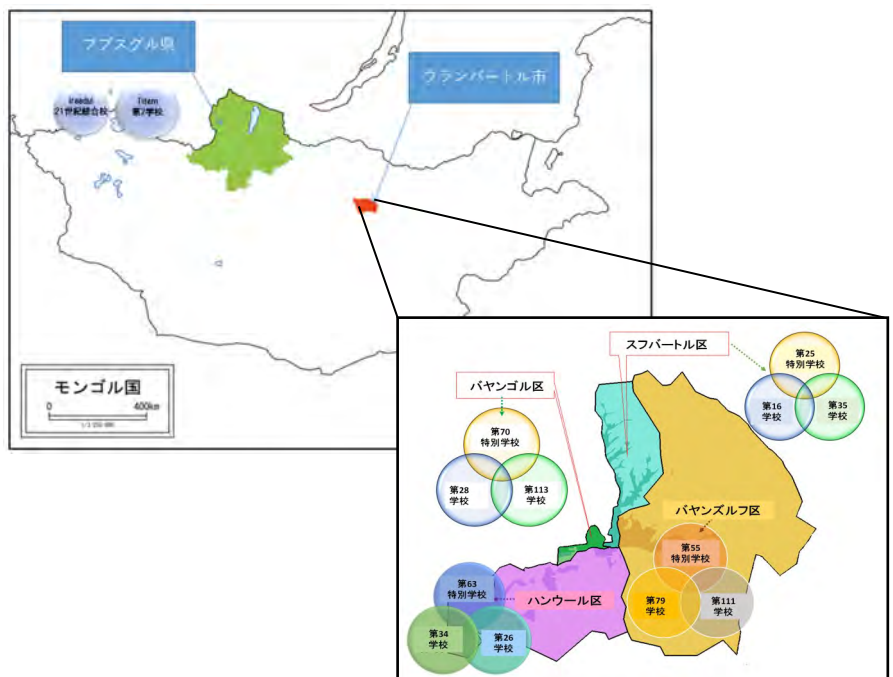 フブスグル県
ウランバートル市
Ireedui
21世紀総合校
Titem
第2学校
モンゴル国
0
400km
スフバートル区
第25
特別学校
第16
学校
第35
学校
バヤンゴル区
第70
特別学校
第28
学校
第113
学校
バヤンズルフ区
第55
特別学校
第79
学校
第111
学校
ハンウール区
第63
特別学校
第34
学校
第26
学校